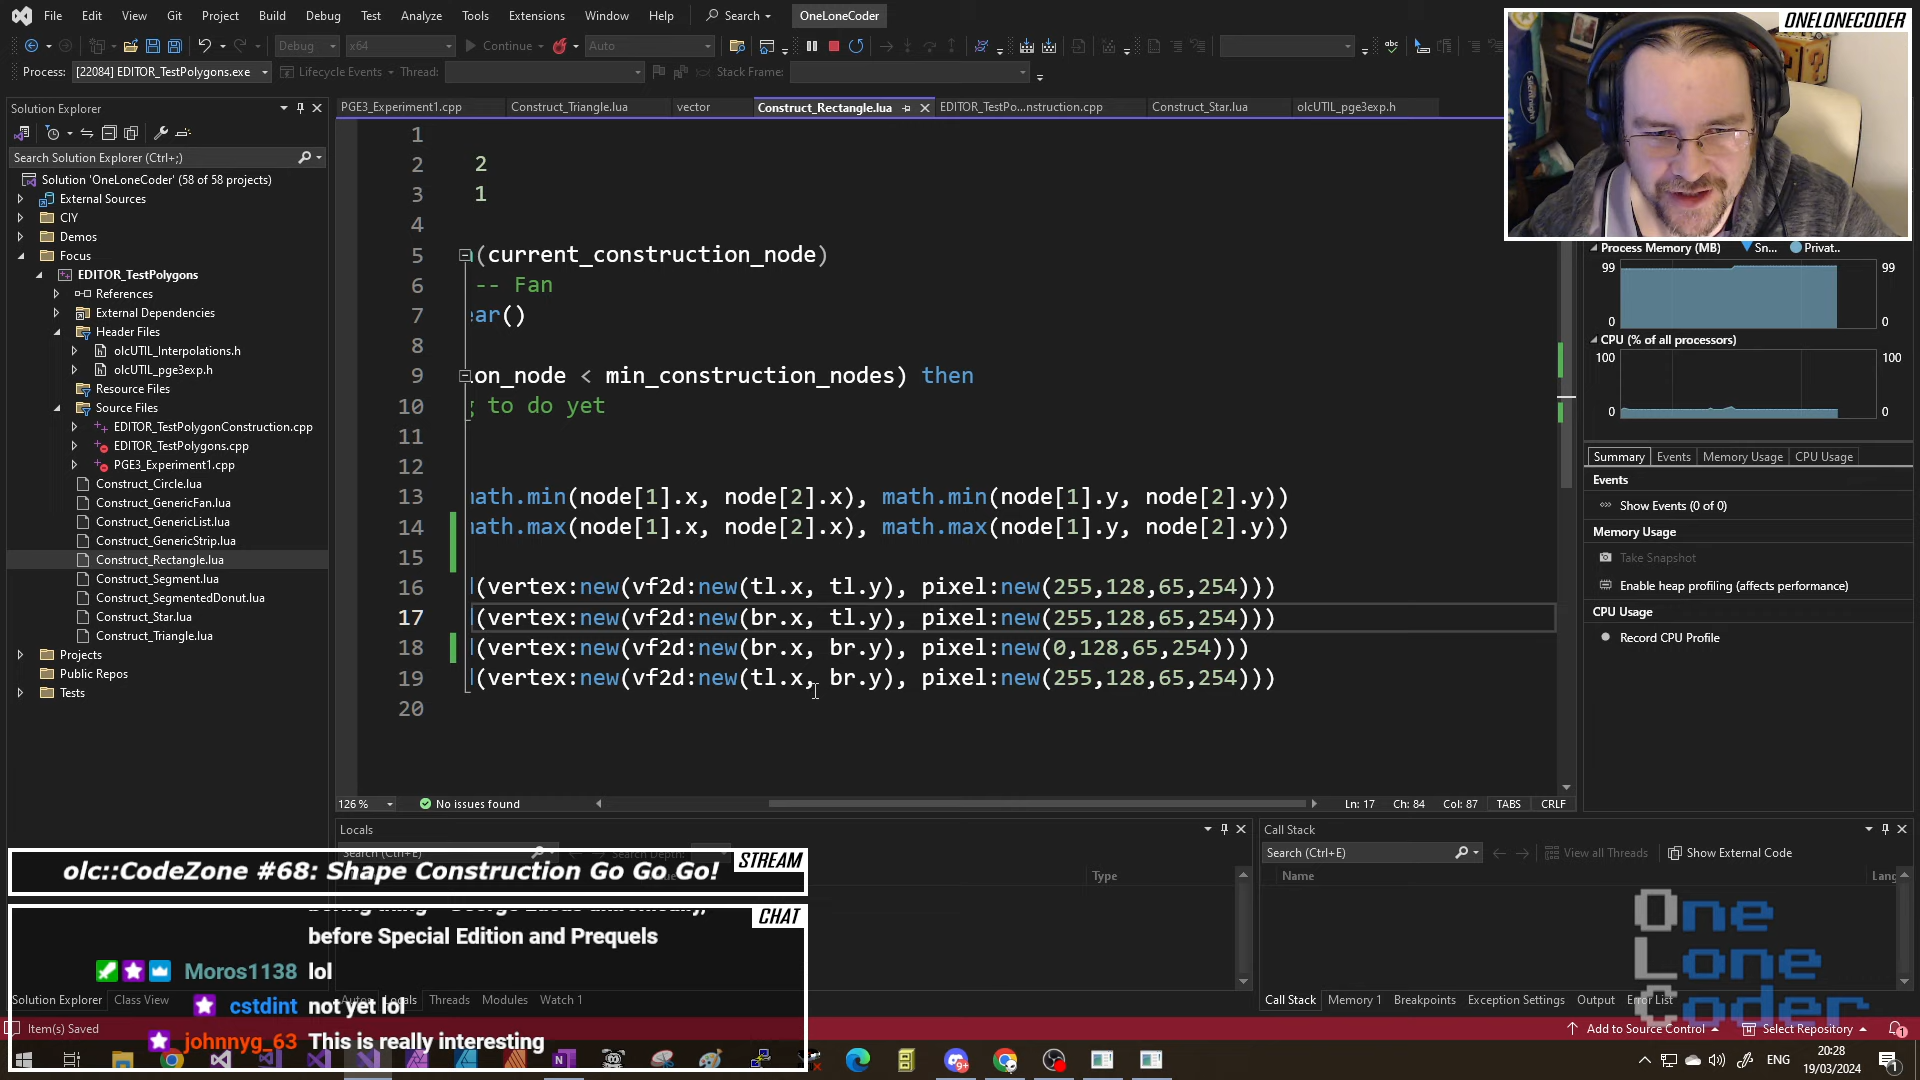 File Edit View Git Project Build Debug Test Analyze Tools Extensions Window Help Search OneLoneCoder
ONELONECODER
Debug x64 Continue Auto
Process: [22084] EDITOR_TestPolygons.exe Lifecycle Events Thread: Stack Frame:
Solution Explorer
PGE3_Experiment1.cpp Construct_Triangle.lua vector Construct_Rectangle.lua EDITOR_TestPo...nstruction.cpp Construct_Star.lua olcUTIL_pge3exp.h
Search Solution Explorer (Ctrl+;)
Solution 'OneLoneCoder' (58 of 58 projects)
External Sources
CIY
Demos
Focus
EDITOR_TestPolygons
References
External Dependencies
Header Files
olcUTIL_Interpolations.h
olcUTIL_pge3exp.h
Resource Files
Source Files
EDITOR_TestPolygonConstruction.cpp
EDITOR_TestPolygons.cpp
PGE3_Experiment1.cpp
Construct_Circle.lua
Construct_GenericFan.lua
Construct_GenericList.lua
Construct_GenericStrip.lua
Construct_Rectangle.lua
Construct_Segment.lua
Construct_SegmentedDonut.lua
Construct_Star.lua
Construct_Triangle.lua
Projects
Public Repos
Tests
1
2 2
3 1
4
5 (current_construction_node)
6 -- Fan
7 ear()
8
9 ion_node < min_construction_nodes) then
10 g to do yet
11
12
13 math.min(node[1].x, node[2].x), math.min(node[1].y, node[2].y))
14 math.max(node[1].x, node[2].x), math.max(node[1].y, node[2].y))
15
16 (vertex:new(vf2d:new(tl.x, tl.y), pixel:new(255,128,65,254)))
17 (vertex:new(vf2d:new(br.x, tl.y), pixel:new(255,128,65,254)))
18 (vertex:new(vf2d:new(br.x, br.y), pixel:new(0,128,65,254)))
19 (vertex:new(vf2d:new(tl.x, br.y), pixel:new(255,128,65,254)))
20
126 % No issues found Ln: 17 Ch: 84 Col: 87 TABS CRLF
Process Memory (MB) Sn... Privat...
99 99
0 0
CPU (% of all processors)
100 100
0 0
Summary Events Memory Usage CPU Usage
Events
Show Events (0 of 0)
Memory Usage
Take Snapshot
Enable heap profiling (affects performance)
CPU Usage
Record CPU Profile
Locals
Search (Ctrl+E) Search Depth:
Type
Call Stack
Search (Ctrl+E) View all Threads Show External Code
Name Lang
olc::CodeZone #68: Shape Construction Go Go Go!
STREAM
CHAT
before Special Edition and Prequels
Moros1138 lol
cstdint not yet lol
johnnyg_63 This is really interesting
One
Lone
Coder
Solution Explorer Class View Autos Locals Threads Modules Watch 1
Call Stack Memory 1 Breakpoints Exception Settings Output Error List
Item(s) Saved Add to Source Control Select Repository 1
ENG 20:28
19/03/2024